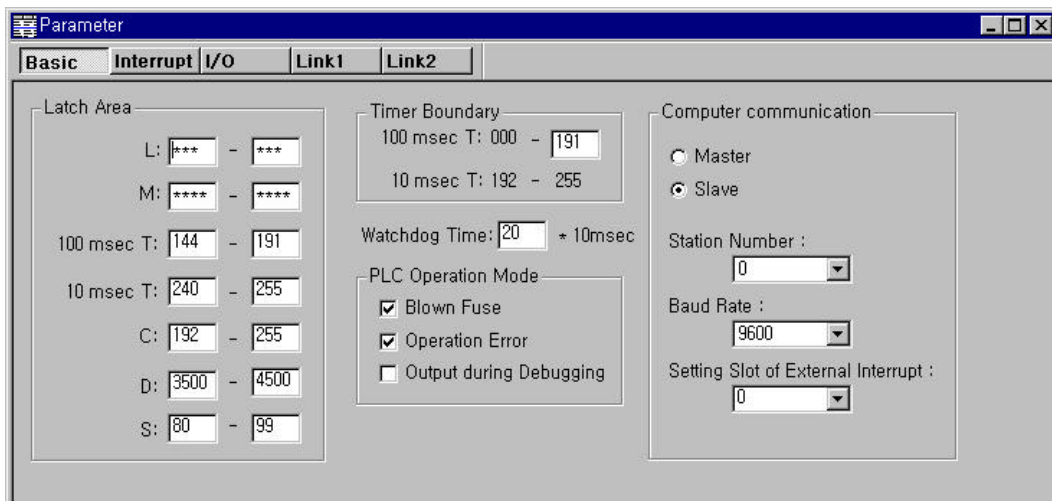 Parameter
Basic Interrupt I/O Link1 Link2
Latch Area
L: *** - ***
M: **** - ****
100 msec T: 144 - 191
10 msec T: 240 - 255
C: 192 - 255
D: 3500 - 4500
S: 80 - 99
Timer Boundary
100 msec T: 000 - 191
10 msec T: 192 - 255
Watchdog Time: 20 * 10msec
PLC Operation Mode
Blown Fuse
Operation Error
Output during Debugging
Computer communication
Master
Slave
Station Number :
0
Baud Rate :
9600
Setting Slot of External Interrupt :
0